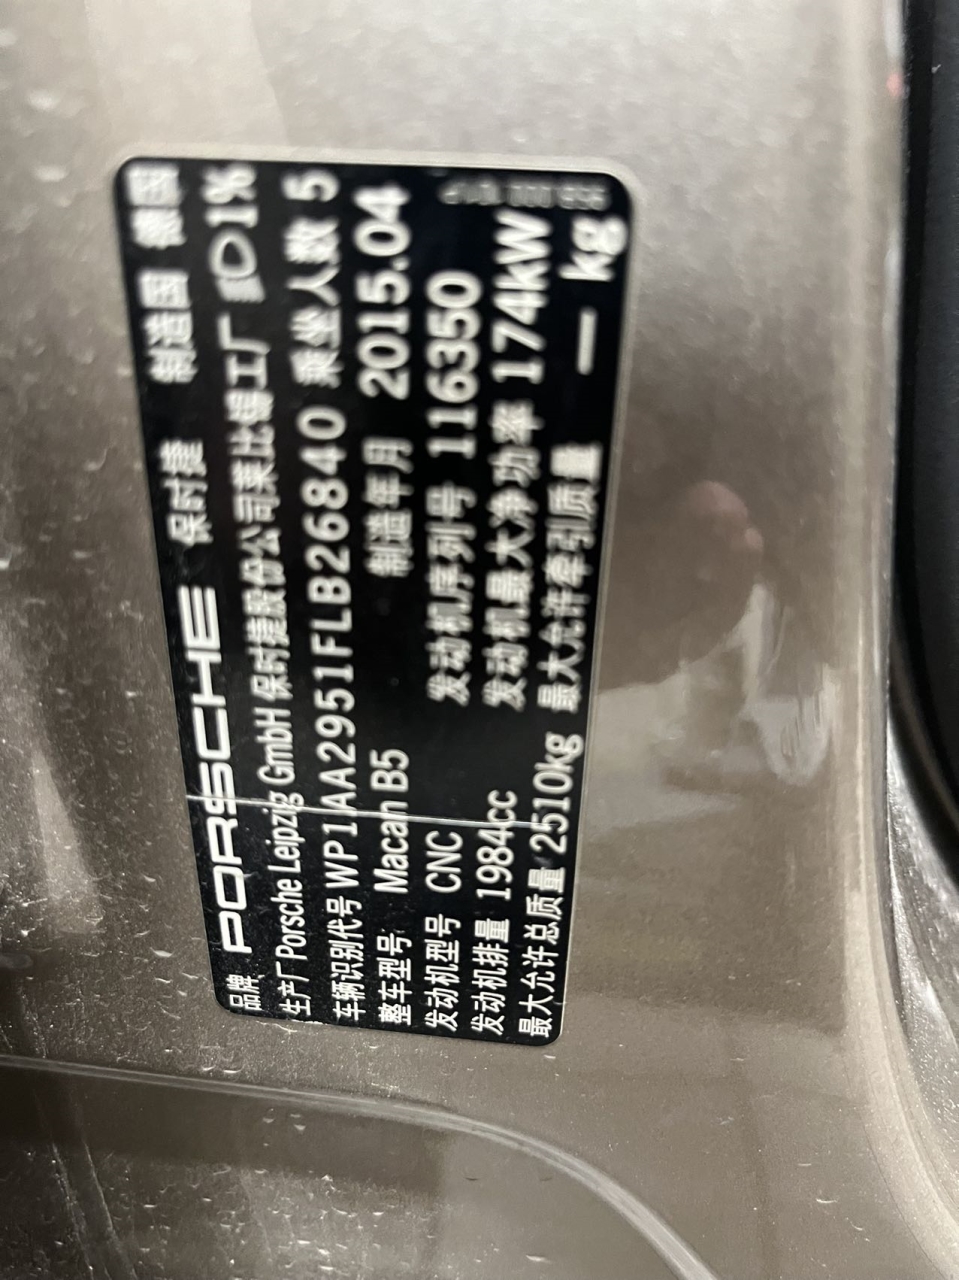 品牌 PORSCHE 保时捷 制造国 德国
生产厂 Porsche Leipzig GmbH 保时捷股份公司莱比锡工厂 1%
车辆识别代号 WP1AA2951FLB26840 乘坐人数 5
整车型号 Macan B5 制造年月 2015.04
发动机型号 CNC 发动机序列号 116350
发动机排量 1984cc 发动机最大净功率 174kW
最大允许总质量 2510kg 最大允许牵引质量 — kg